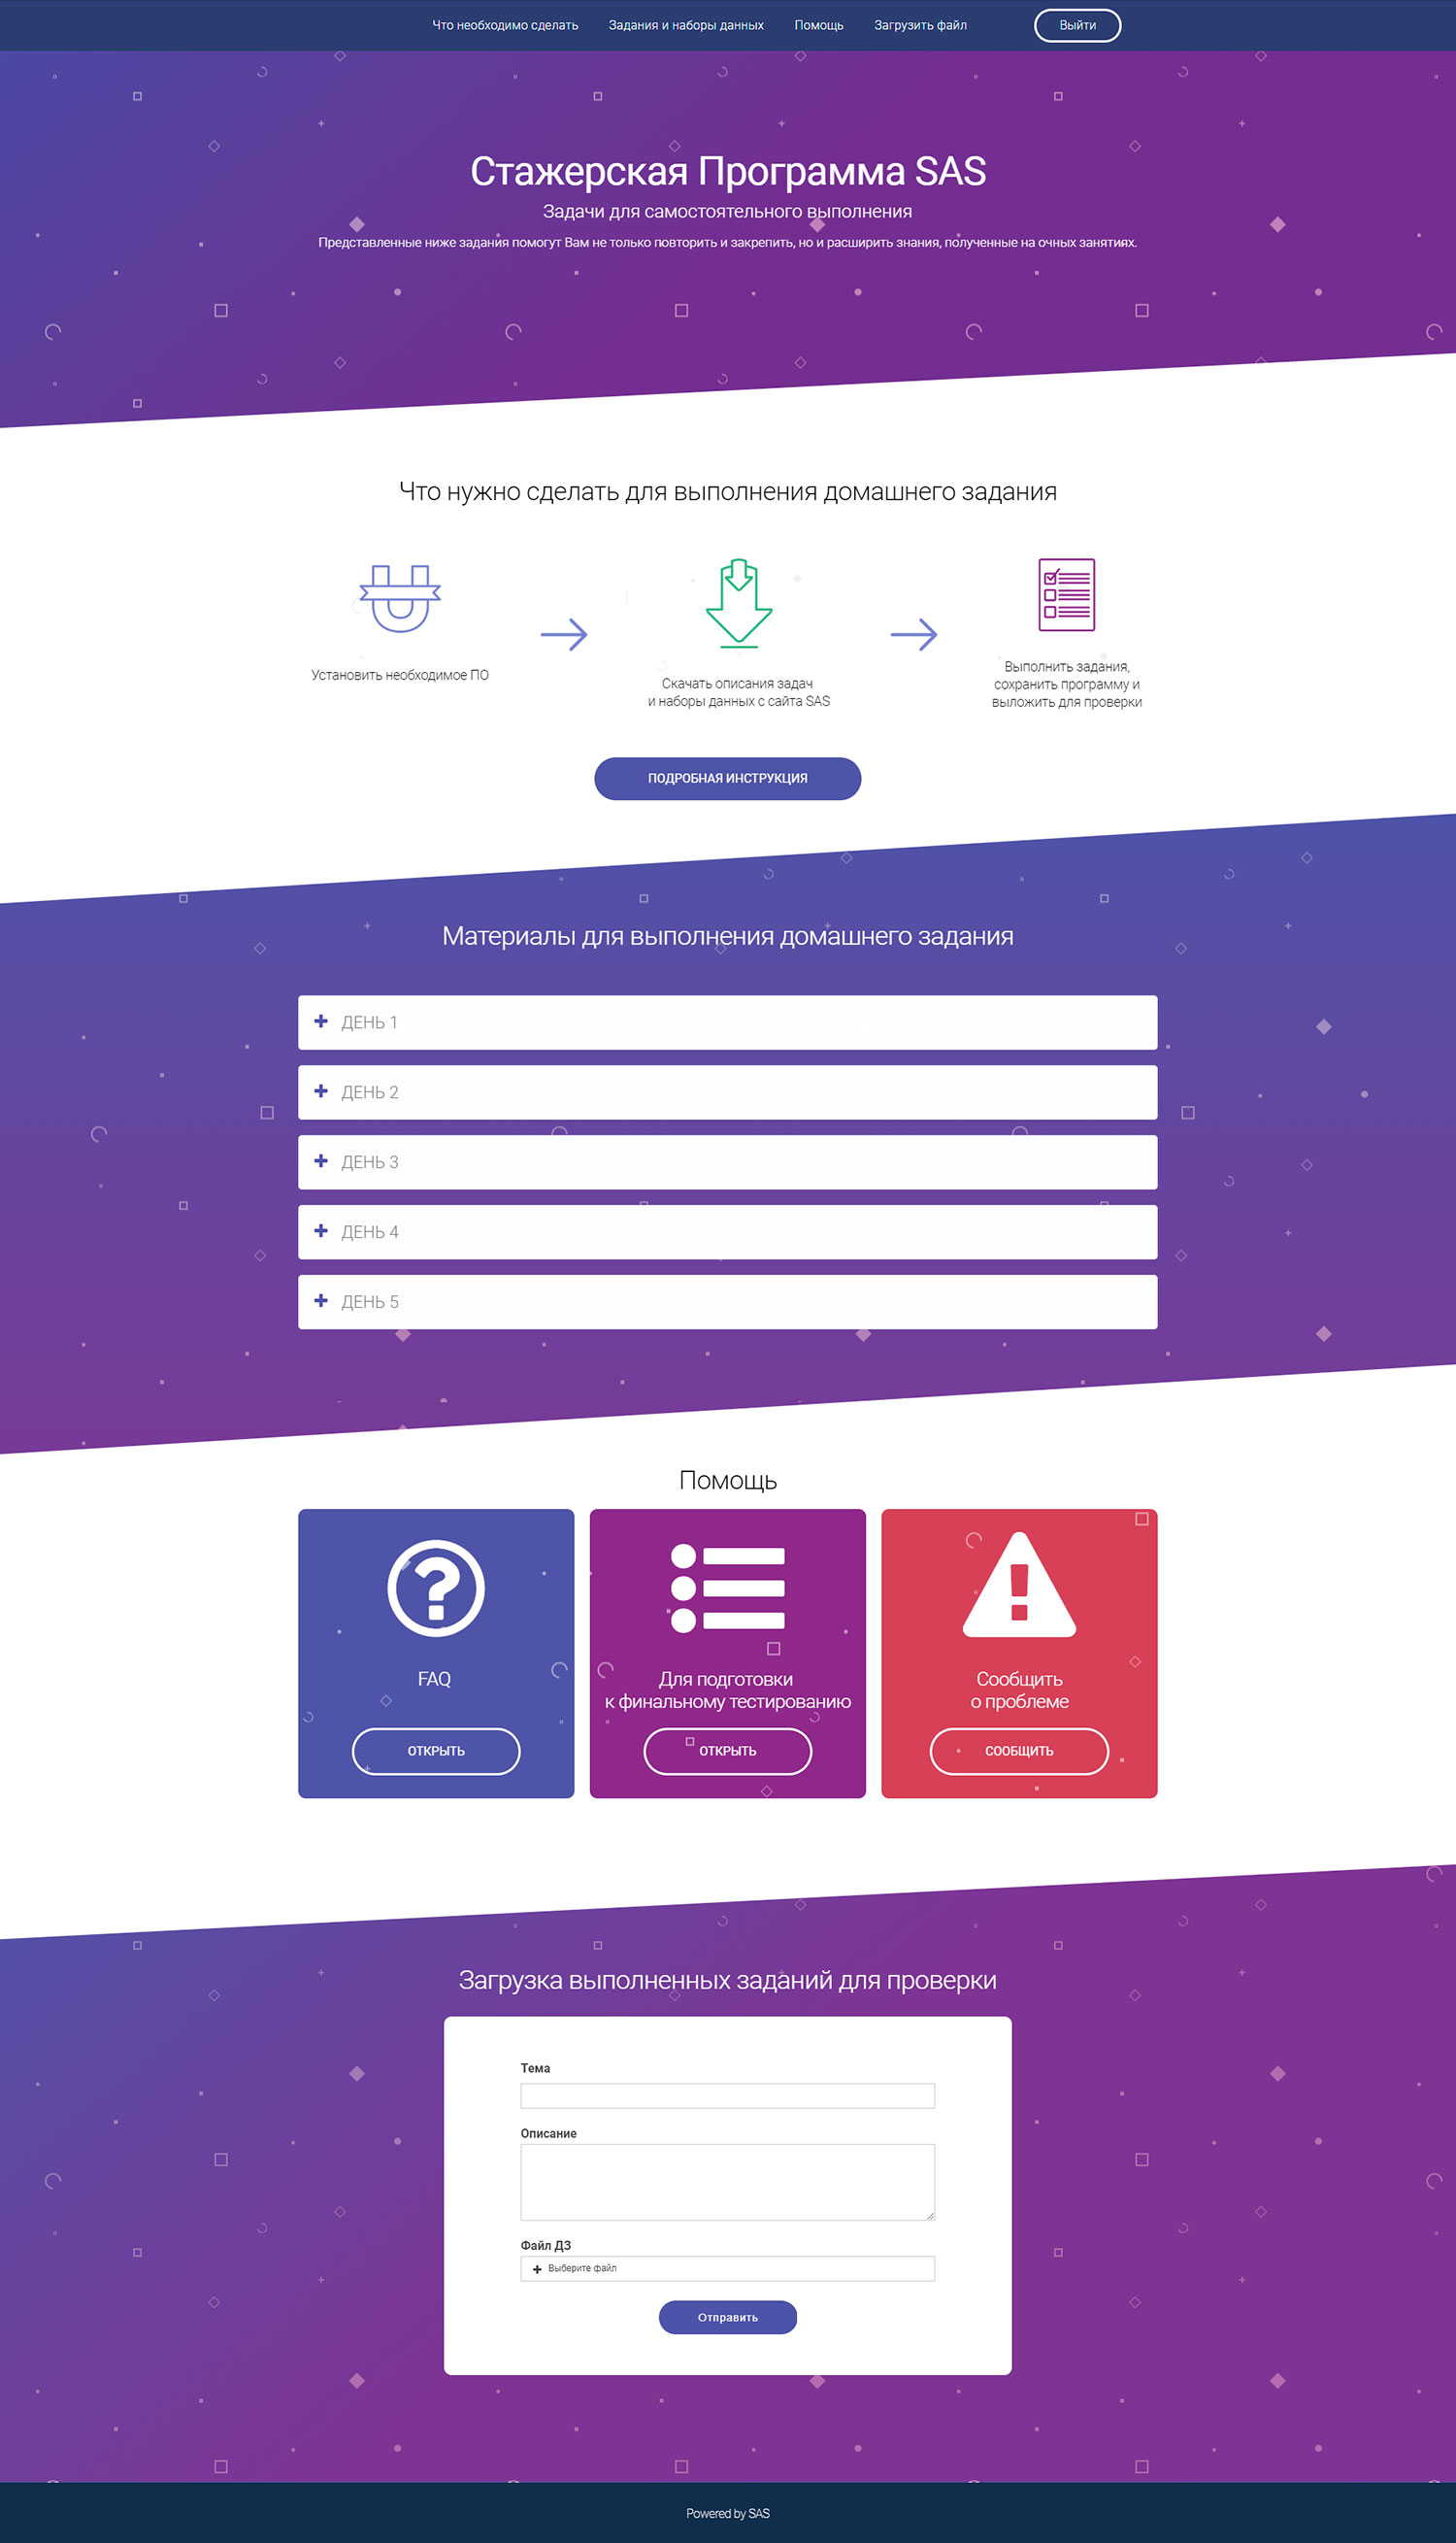 Что необходимо сделать
Задания и наборы данных
Помощь
Загрузить файл
Выйти
Стажерская Программа SAS
Задачи для самостоятельного выполнения
Представленные ниже задания помогут Вам не только повторить и закрепить, но и расширить знания, полученные на очных занятиях.
Что нужно сделать для выполнения домашнего задания
Установить необходимое ПО
Скачать описания задач
и наборы данных с сайта SAS
Выполнить задания,
сохранить программу и
выложить для проверки
ПОДРОБНАЯ ИНСТРУКЦИЯ
Материалы для выполнения домашнего задания
ДЕНЬ 1
ДЕНЬ 2
ДЕНЬ 3
ДЕНЬ 4
ДЕНЬ 5
Помощь
FAQ
ОТКРЫТЬ
Для подготовки
к финальному тестированию
ОТКРЫТЬ
Сообщить
о проблеме
СООБЩИТЬ
Загрузка выполненных заданий для проверки
Тема
Описание
Файл ДЗ
Выберите файл
Отправить
Powered by SAS